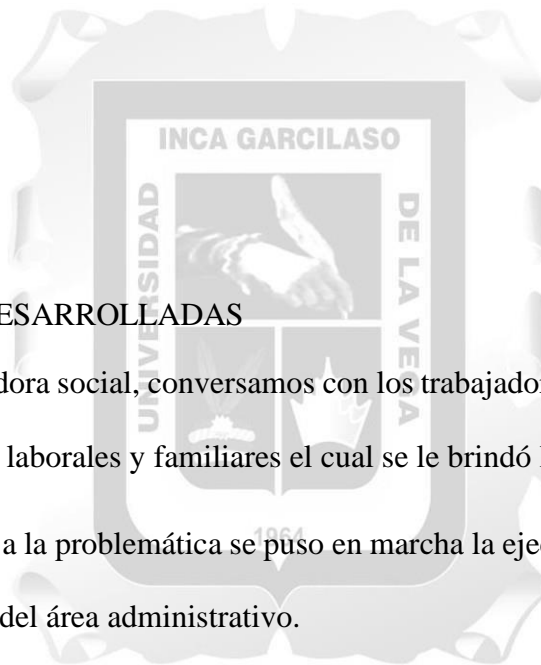 INCA GARCILASO
UNIVERSIDAD
DE LA VEGA
ESARROLLADAS
dora social, conversamos con los trabajador
laborales y familiares el cual se le brindó
1964
a la problemática se puso en marcha la ejec
del área administrativo.